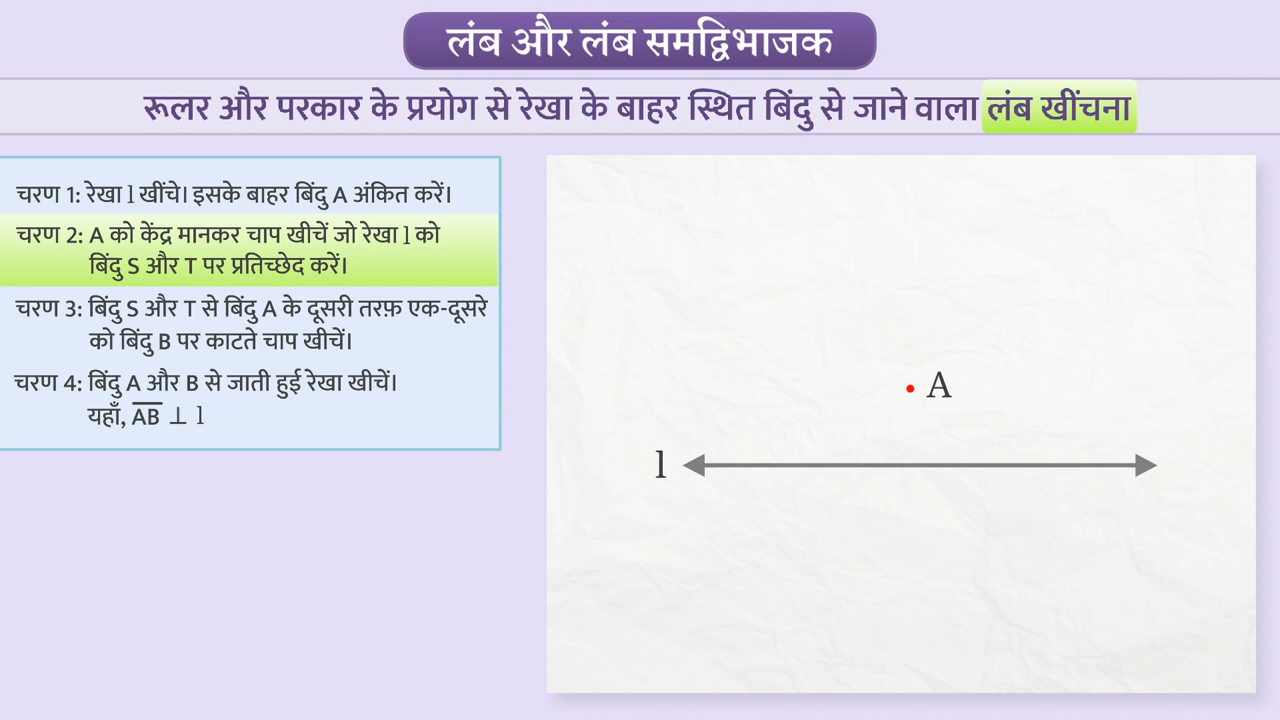 लंब और लंब समद्विभाजक
रूलर और परकार के प्रयोग से रेखा के बाहर स्थित बिंदु से जाने वाला लंब खींचना
चरण 1: रेखा l खींचे। इसके बाहर बिंदु A अंकित करें।
चरण 2: A को केंद्र मानकर चाप खीचें जो रेखा l को
बिंदु S और T पर प्रतिच्छेद करें।
चरण 3: बिंदु S और T से बिंदु A के दूसरी तरफ़ एक-दूसरे
को बिंदु B पर काटते चाप खीचें।
चरण 4: बिंदु A और B से जाती हुई रेखा खीचें।
यहाँ, A̅B̅ ⊥ l
A
l